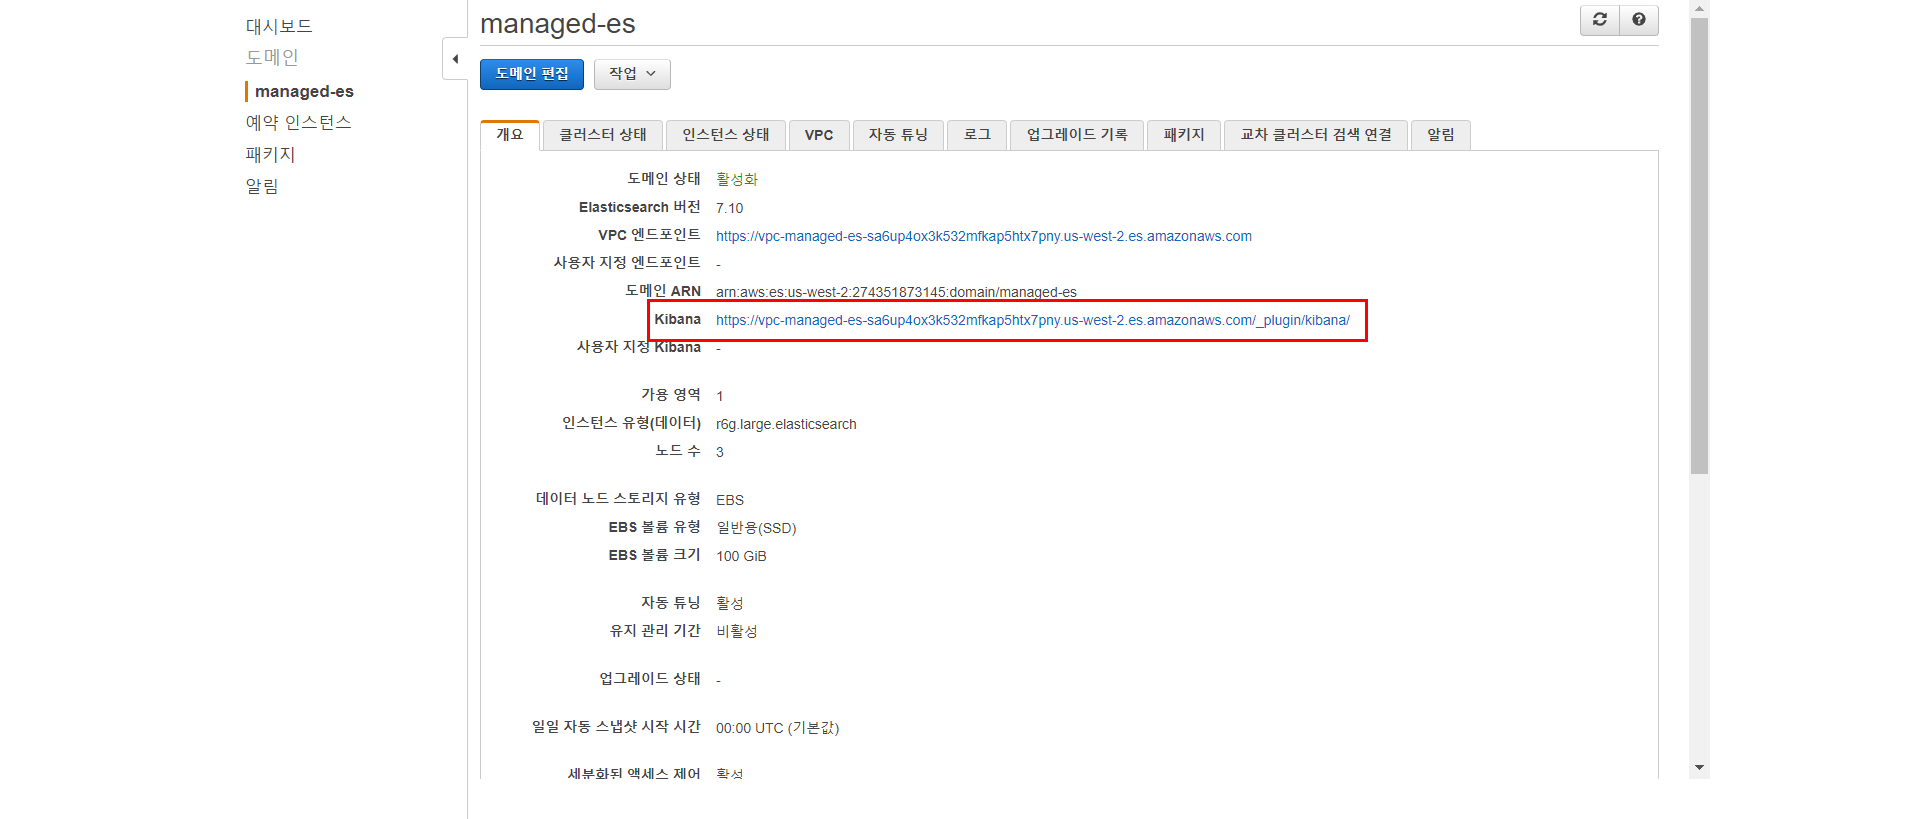 대시보드
도메인
managed-es
예약 인스턴스
패키지
알림
managed-es
도메인 편집 작업
개요 클러스터 상태 인스턴스 상태 VPC 자동 튜닝 로그 업그레이드 기록 패키지 교차 클러스터 검색 연결 알림
도메인 상태 활성화
Elasticsearch 버전 7.10
VPC 엔드포인트 https://vpc-managed-es-sa6up4ox3k532mfkap5htx7pny.us-west-2.es.amazonaws.com
사용자 지정 엔드포인트 -
도메인 ARN arn:aws:es:us-west-2:274351873145:domain/managed-es
Kibana https://vpc-managed-es-sa6up4ox3k532mfkap5htx7pny.us-west-2.es.amazonaws.com/_plugin/kibana/
사용자 지정 Kibana -
가용 영역 1
인스턴스 유형(데이터) r6g.large.elasticsearch
노드 수 3
데이터 노드 스토리지 유형 EBS
EBS 볼륨 유형 일반용(SSD)
EBS 볼륨 크기 100 GiB
자동 튜닝 활성
유지 관리 기간 비활성
업그레이드 상태 -
일일 자동 스냅샷 시작 시간 00:00 UTC (기본값)
세분화된 액세스 제어 활성